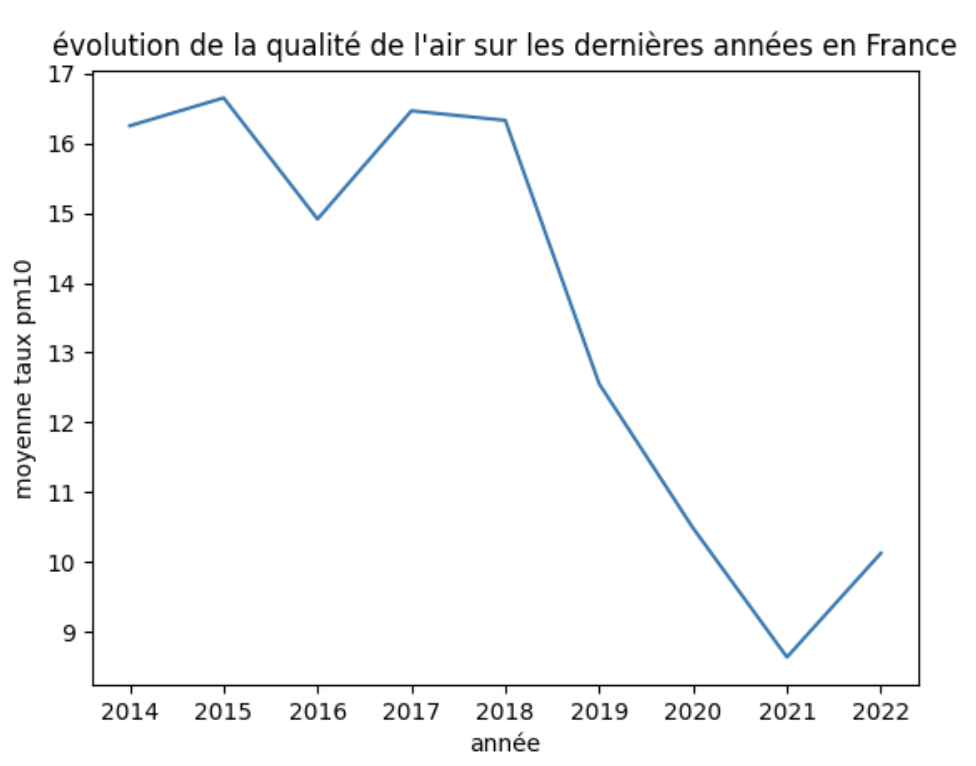 évolution de la qualité de l'air sur les dernières années en France
17
16
15
14
13
12
11
10
9
moyenne taux pm10
2014 2015 2016 2017 2018 2019 2020 2021 2022
année